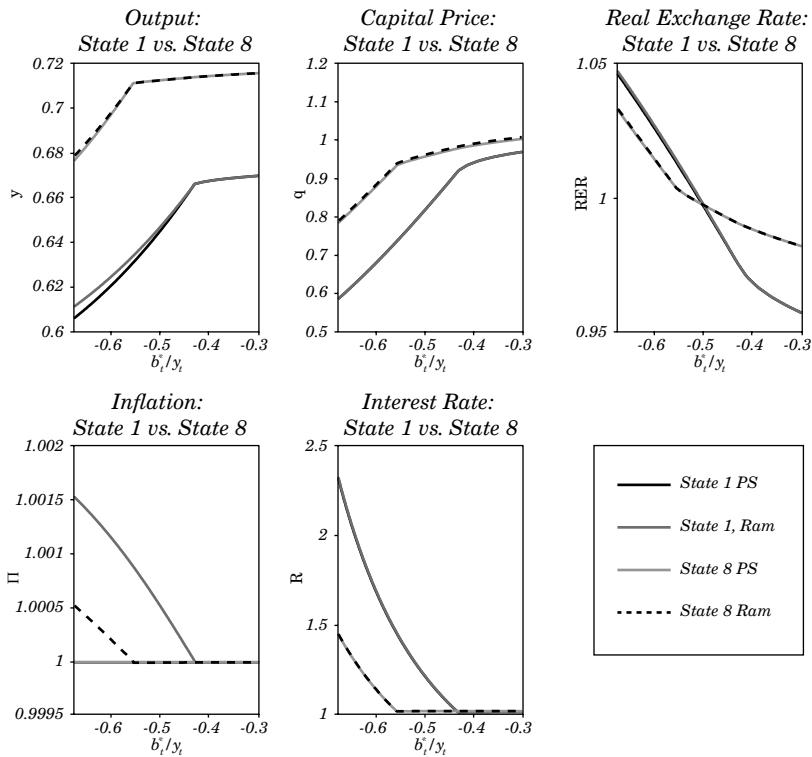 Output:
State 1 vs. State 8
0.72
0.7
0.68
0.66
0.64
0.62
0.6
y
-0.6 -0.5 -0.4 -0.3
b*t/yt
Capital Price:
State 1 vs. State 8
1.2
1.1
1
0.9
0.8
0.7
0.6
0.5
q
-0.6 -0.5 -0.4 -0.3
b*t/yt
Real Exchange Rate:
State 1 vs. State 8
1.05
1
0.95
RER
-0.6 -0.5 -0.4 -0.3
b*t/yt
Inflation:
State 1 vs. State 8
1.002
1.0015
1.001
1.0005
1
0.9995
Π
-0.6 -0.5 -0.4 -0.3
b*t/yt
Interest Rate:
State 1 vs. State 8
2.5
2
1.5
1
R
-0.6 -0.5 -0.4 -0.3
b*t/yt
State 1 PS
State 1, Ram
State 8 PS
State 8 Ram